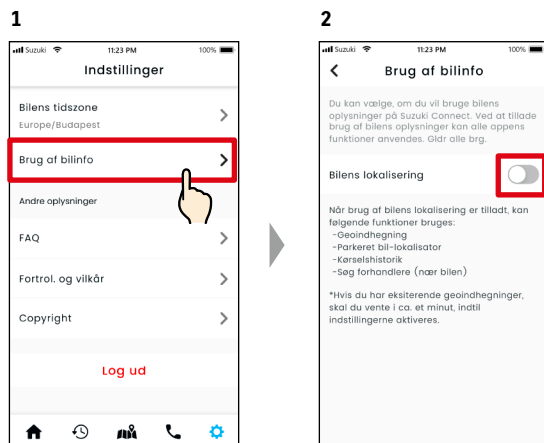 1
Suzuki 11:23 PM 100%
Indstillinger
Bilens tidszone
Europe/Budapest
Brug af bilinfo
Andre oplysninger
FAQ
Fortrol. og vilkår
Copyright
Log ud
2
Suzuki 11:23 PM 100%
Brug af bilinfo
Du kan vælge, om du vil bruge bilens
oplysninger på Suzuki Connect. Ved at tillade
brug af bilens oplysninger kan alle appens
funktioner anvendes. Gldr alle brg.
Bilens lokalisering
Når brug af bilens lokalisering er tilladt, kan
følgende funktioner bruges:
-Geoindhegning
-Parkeret bil-lokalisator
-Kørselshistorik
-Søg forhandlere (nær bilen)
*Hvis du har eksiterende geoindhegninger,
skal du vente i ca. et minut, indtil
indstillingerne aktiveres.